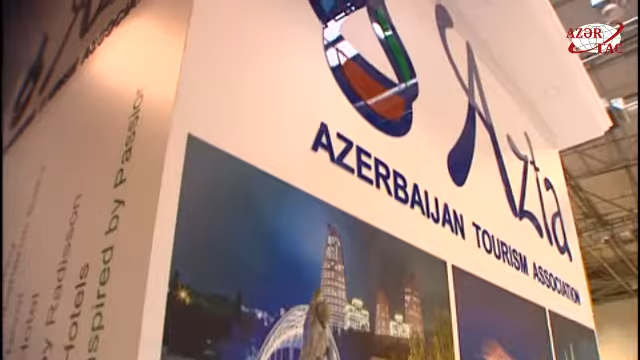 AZƏR
TAC
Azta
AZERBAIJAN TOURISM ASSOCIATION
Radisson
Hotels
Inspired by Passion